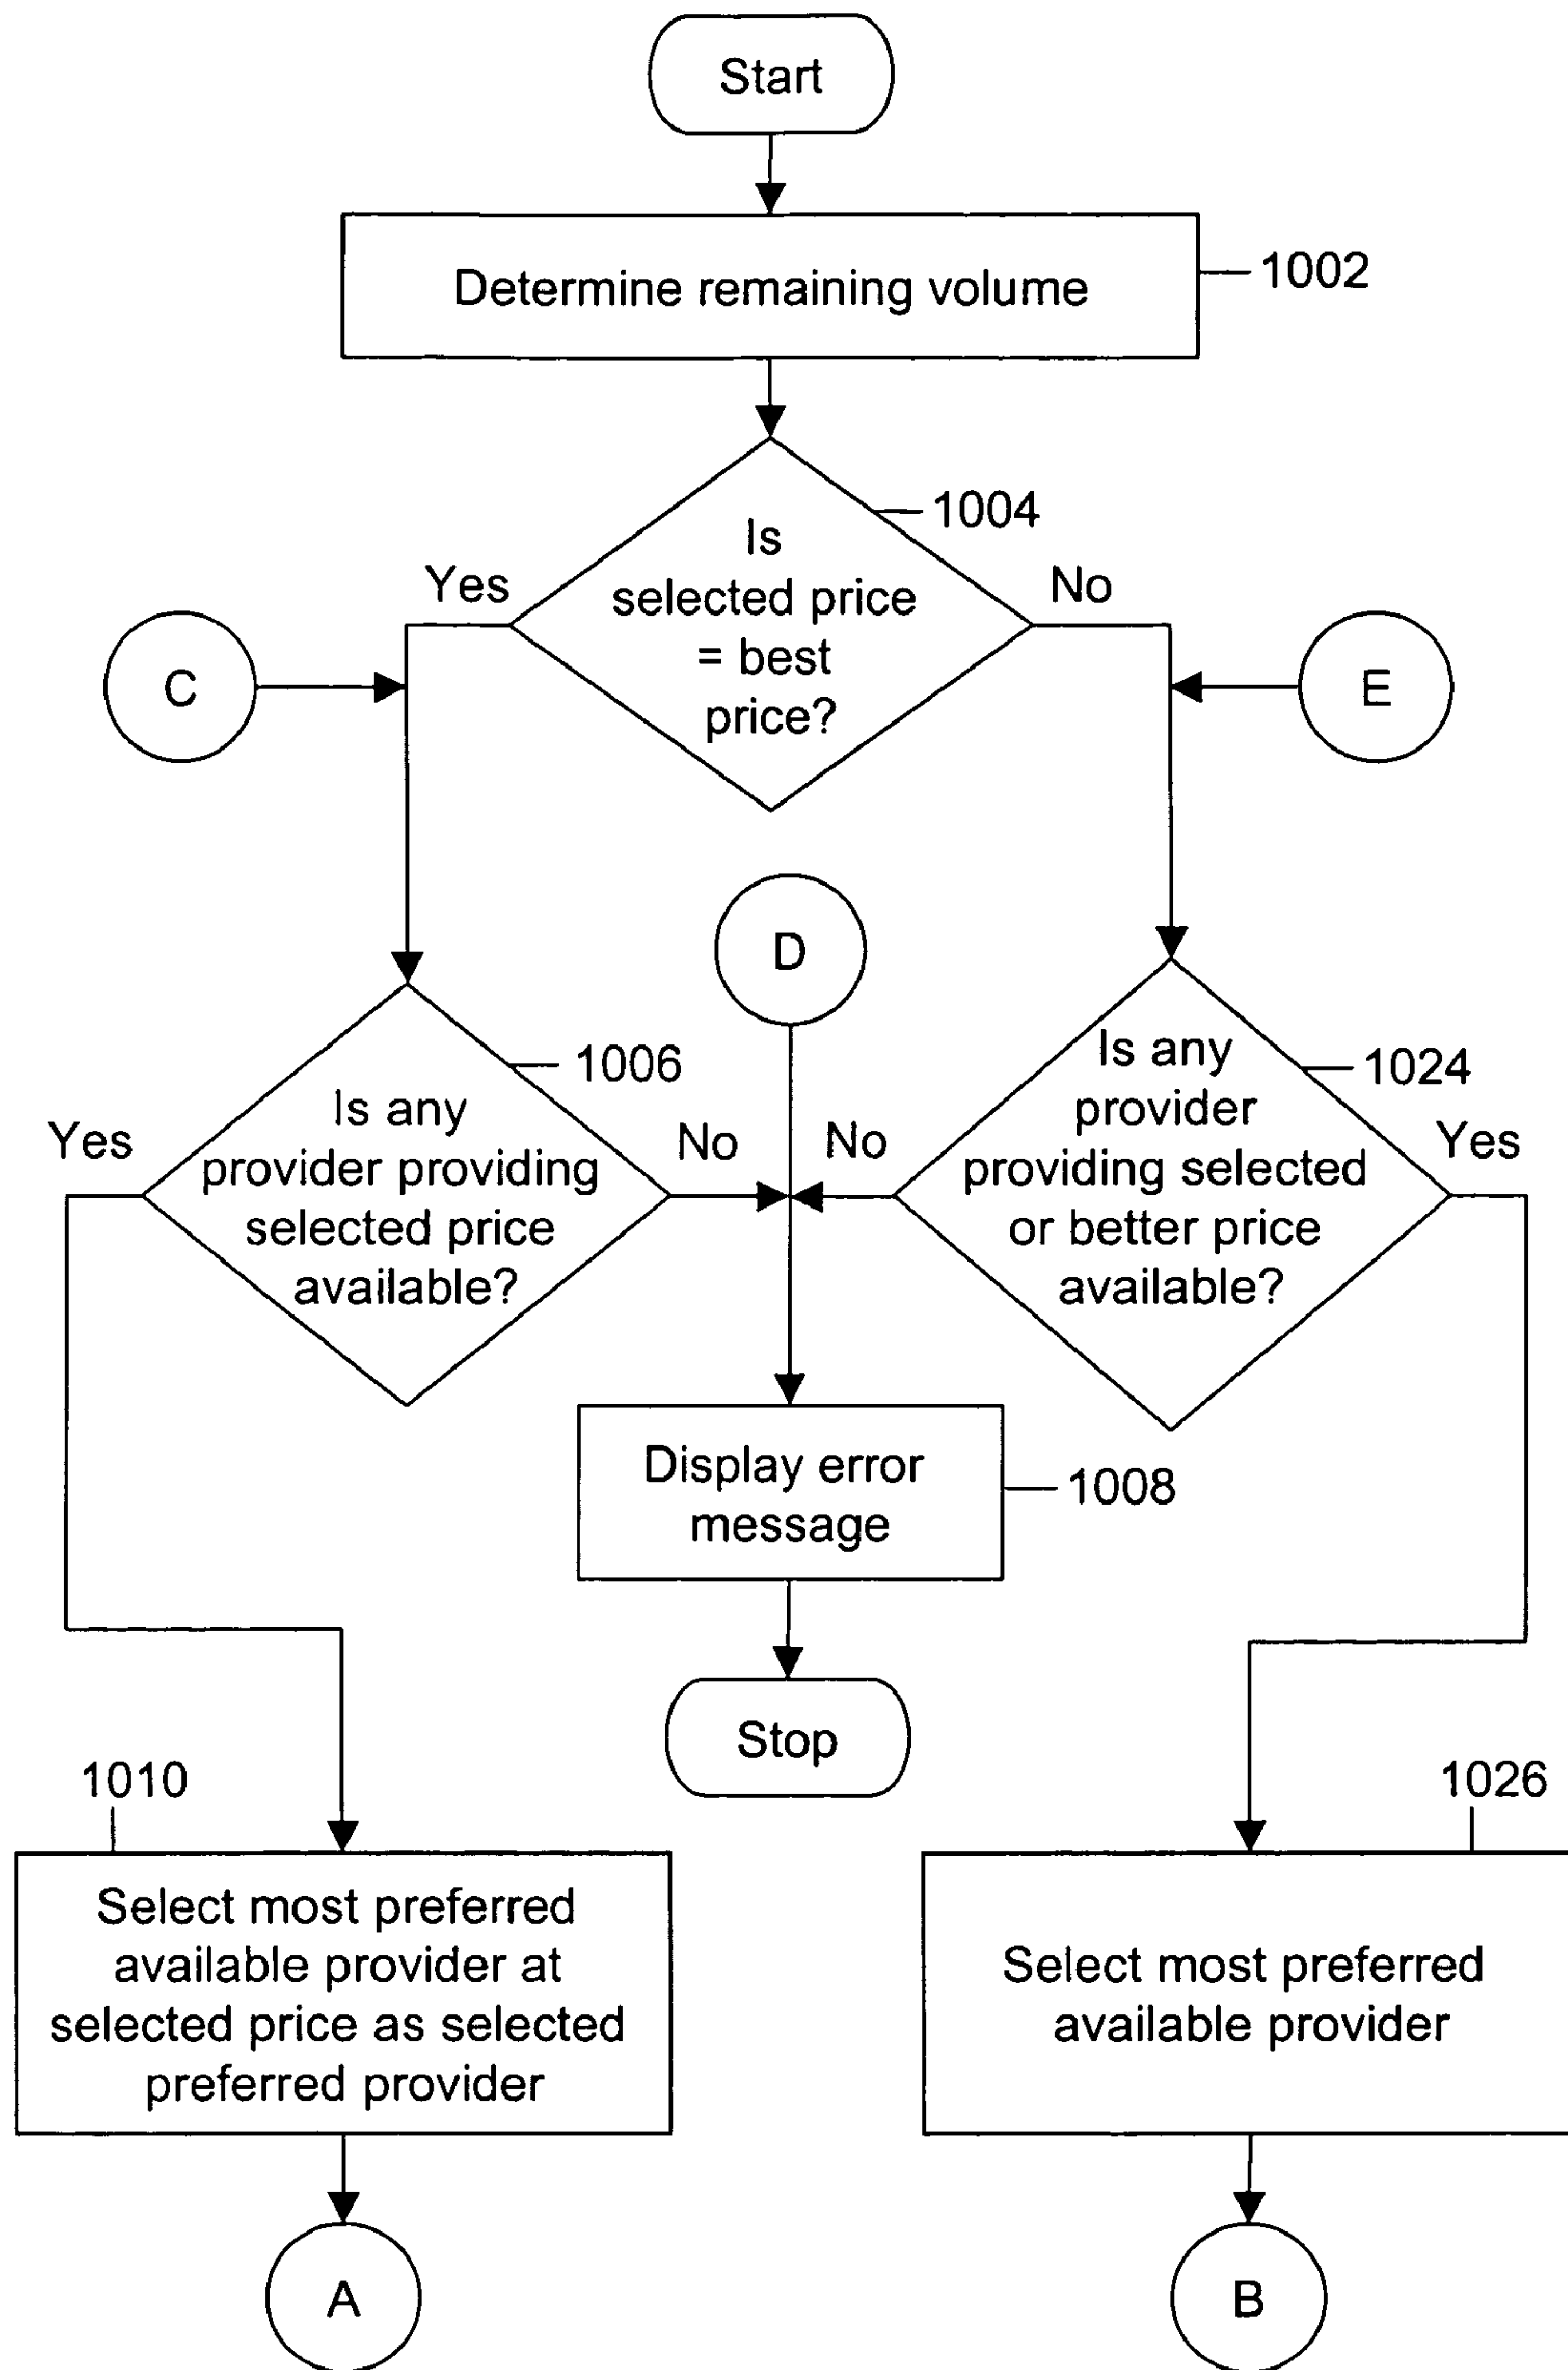 Start
Determine remaining volume
1002
1004
Is
selected price
= best
price?
Yes
No
C
E
D
1006
Is any
provider providing
selected price
available?
Yes
No
No
1024
Is any
provider
providing selected
or better price
available?
Yes
Display error
message
1008
Stop
1010
1026
Select most preferred
available provider at
selected price as selected
preferred provider
Select most preferred
available provider
A
B